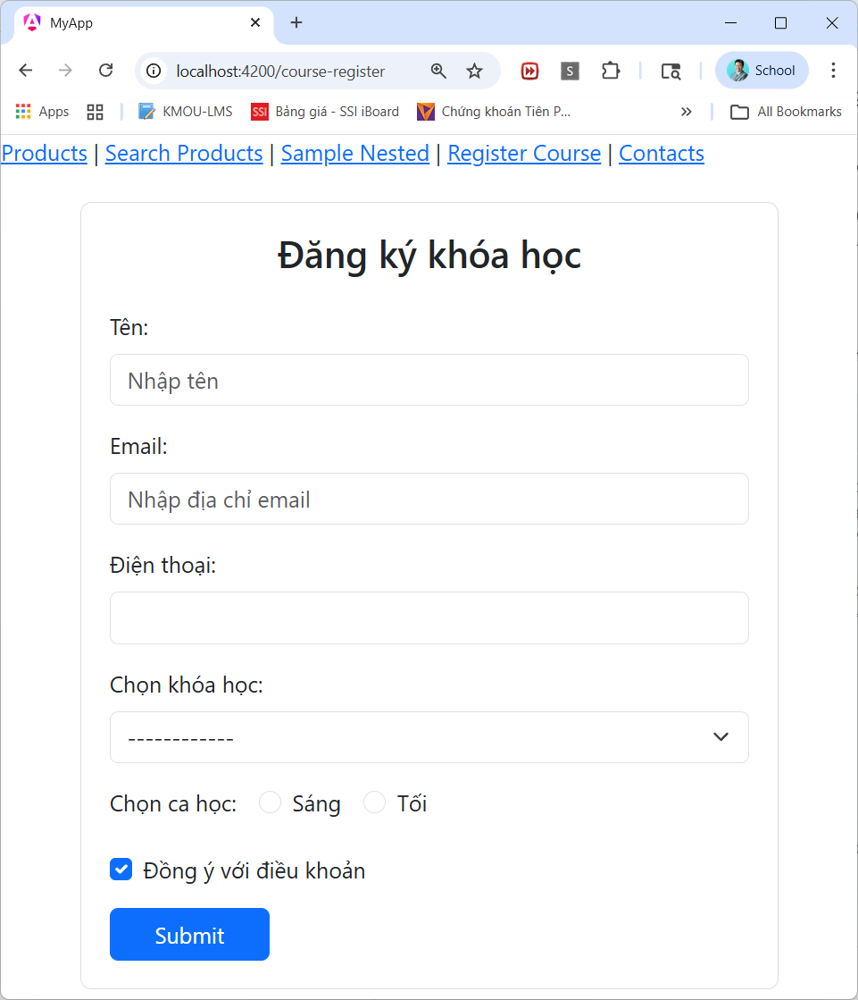 MyApp
localhost:4200/course-register
S
School
Apps
KMOU-LMS
SSI
Bảng giá - SSI iBoard
Chứng khoán Tiên P...
All Bookmarks
Products | Search Products | Sample Nested | Register Course | Contacts
Đăng ký khóa học
Tên:
Nhập tên
Email:
Nhập địa chỉ email
Điện thoại:
Chọn khóa học:
------------
Chọn ca học: Sáng Tối
Đồng ý với điều khoản
Submit